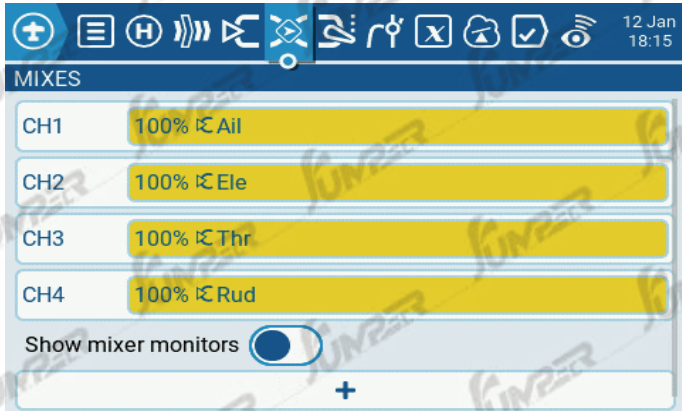 12 Jan
18:15
MIXES
CH1 100% Ail
CH2 100% Ele
CH3 100% Thr
CH4 100% Rud
Show mixer monitors
+
JUMPER